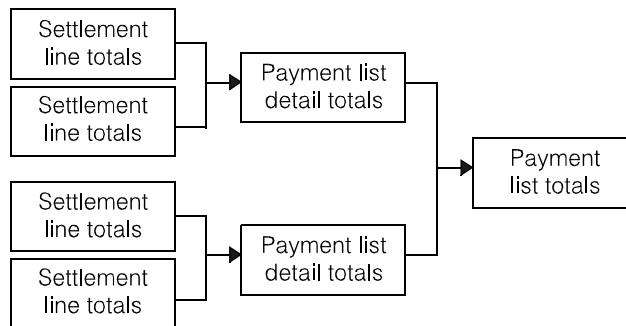 Settlement
line totals
Settlement
line totals
Payment list
detail totals
Payment
list totals
Settlement
line totals
Settlement
line totals
Payment list
detail totals